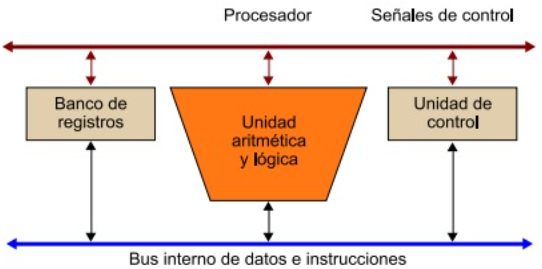 Procesador
Señales de control
Banco de
registros
Unidad
aritmética
y lógica
Unidad de
control
Bus interno de datos e instrucciones